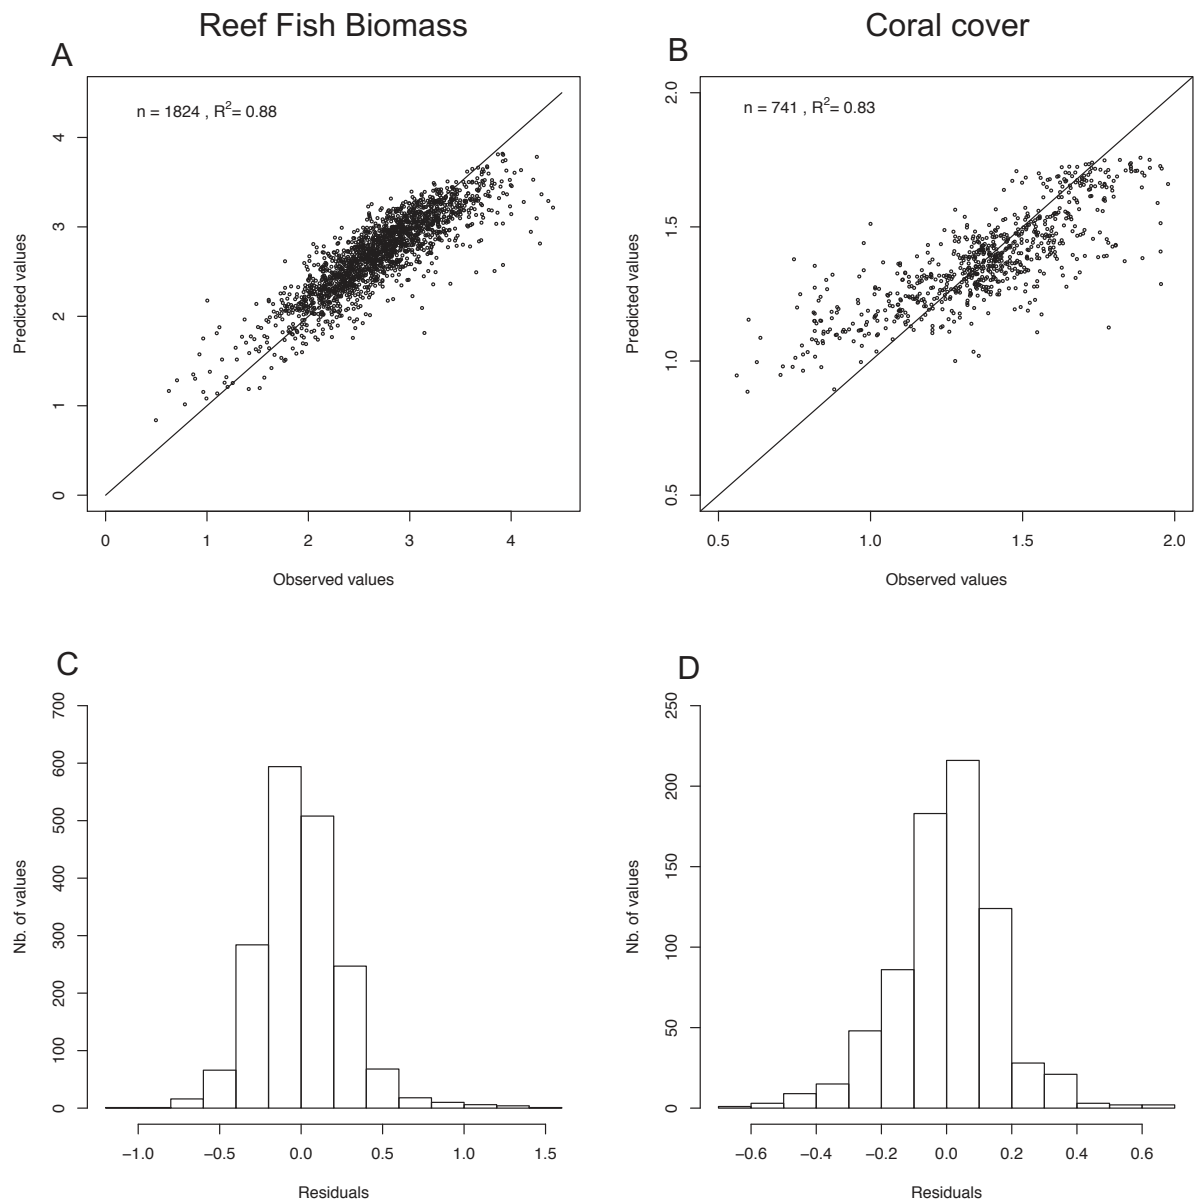 Reef Fish Biomass
Coral cover
A
B
n = 1824 , R2= 0.88
n = 741 , R2= 0.83
Predicted values
0
1
2
3
4
0 1 2 3 4
Observed values
Predicted values
0.5
1.0
1.5
2.0
0.5 1.0 1.5 2.0
Observed values
C
D
Nb. of values
0
100
200
300
400
500
600
700
−1.0 −0.5 0.0 0.5 1.0 1.5
Residuals
Nb. of values
0
50
100
150
200
250
−0.6 −0.4 −0.2 0.0 0.2 0.4 0.6
Residuals